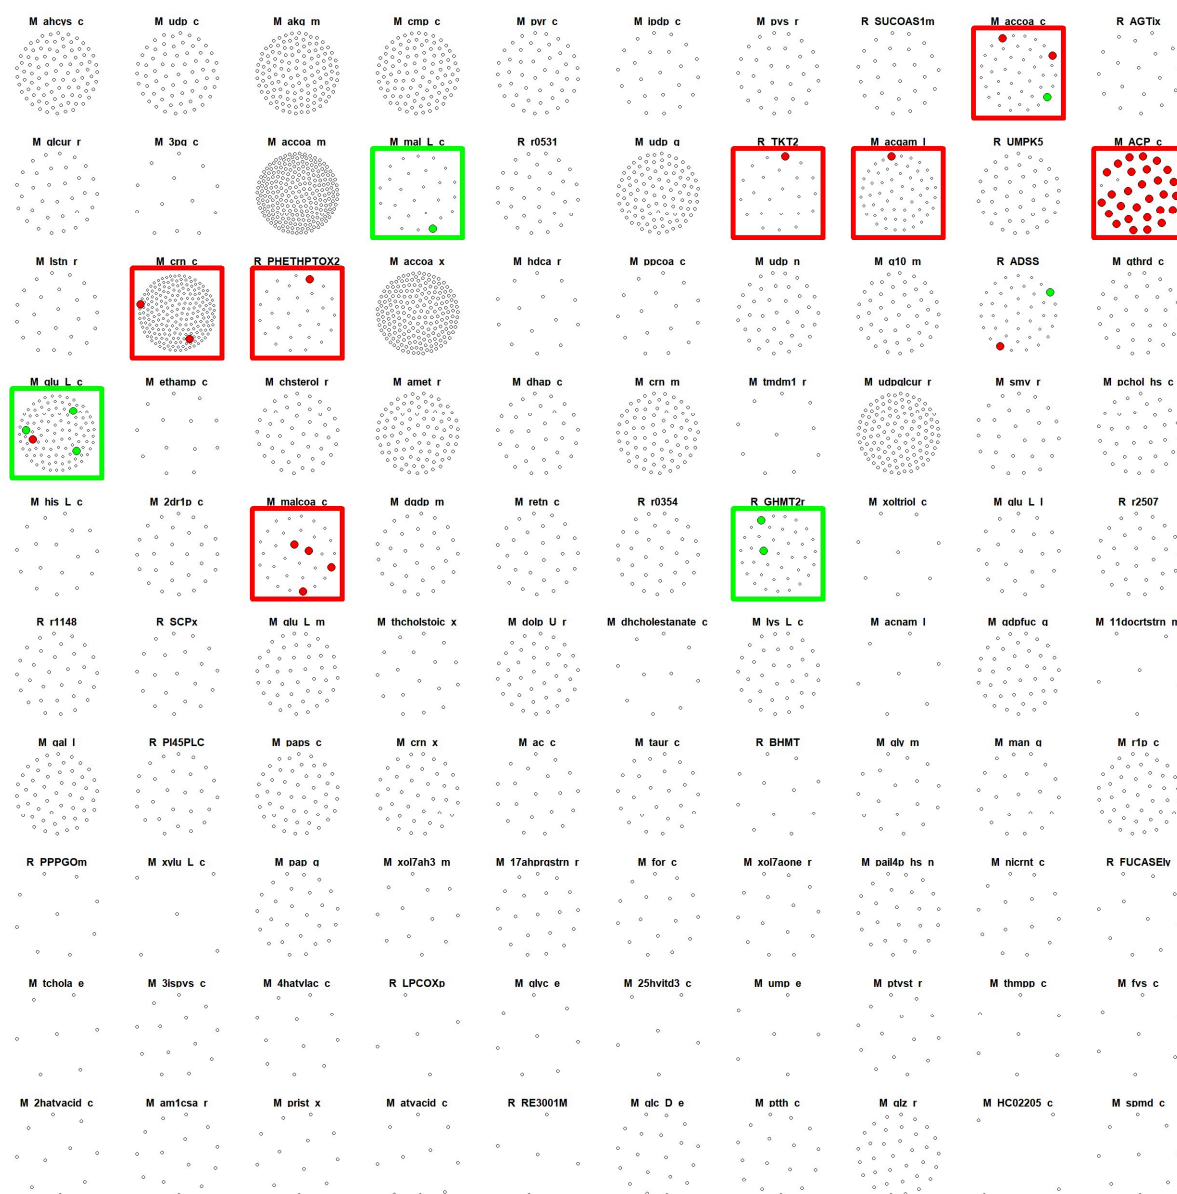 M ahcys c M udp c M akg m M cmp c M pyr c M ipdp c M pvs r R SUCOAS1m M accoa c R AGTix
M glcur r M 3pg c M accoa m M mal L c R r0531 M udp g R TKT2 M acgam l R UMPK5 M ACP c
M lstn r M crn c R PHETHPTOX2 M accoa x M hdca r M ppcoa c M udp n M q10 m R ADSS M gthrd c
M glu L c M ethamp c M chsterol r M amet r M dhap c M crn m M tmdm1 r M udpglcur r M smv r M pchol hs c
M his L c M 2dr1p c M malcoa c M dgdp m M retn c R r0354 R GHMT2r M xoltriol c M glu L l R r2507
R r1148 R SCPx M glu L m M thcholstoic x M dolp U r M dhcholestanate c M lys L c M acnam l M gdpfuc g M 11docrtstrn m
M gal l R PI45PLC M paps c M crn x M ac c M taur c R BHMT M gly m M man g M r1p c
R PPPGOm M xylu L c M pap g M xol7ah3 m M 17ahprgstrn r M for c M xol7aone r M pail4p hs n M nicrnt c R FUCASEly
M tchola e M 3ispvs c M 4hatvlac c R LPCOXp M glyc e M 25hvitd3 c M ump e M ptvst r M thmpp c M fvs c
M 2hatvacid c M am1csa r M prist x M atvacid c R RE3001M M glc D e M ptth c M glz r M HC02205 c M spmd c